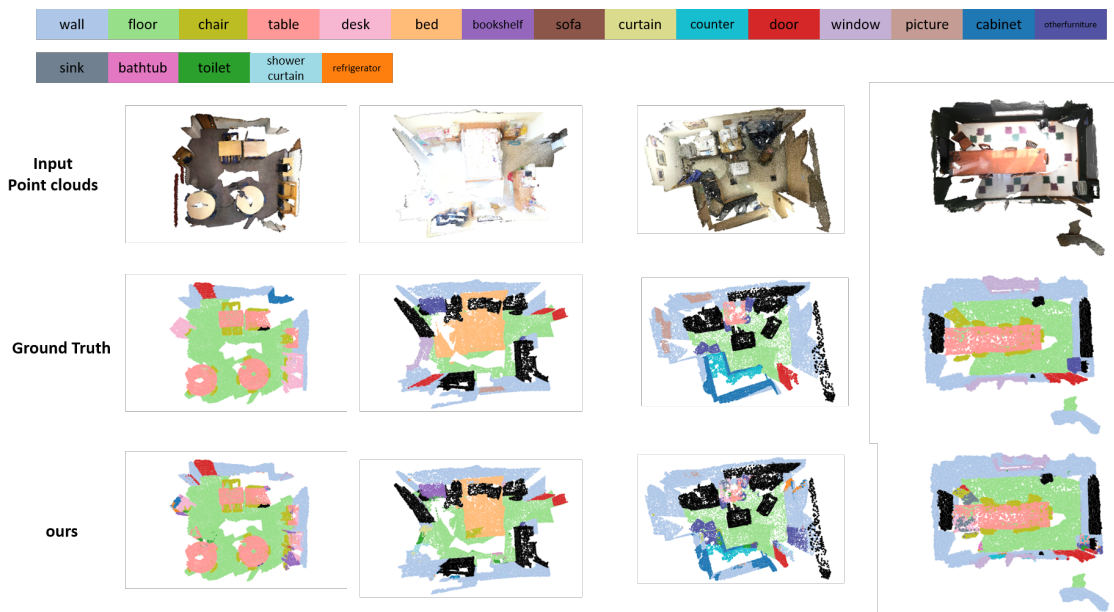 wall floor chair table desk bed bookshelf sofa curtain counter door window picture cabinet otherfurniture
sink bathtub toilet shower curtain refrigerator
Input
Point clouds
Ground Truth
ours